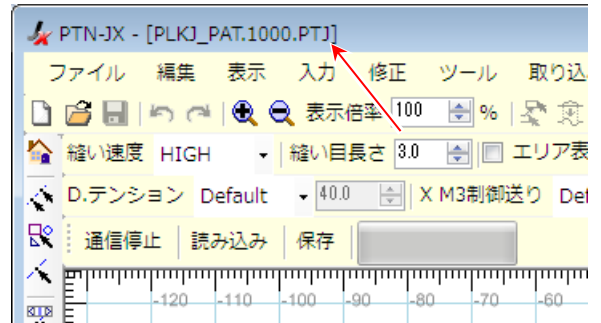 PTN-JX - [PLKJ_PAT.1000.PTJ]
ファイル 編集 表示 入力 修正 ツール 取り込
表示倍率 100 %
縫い速度 HIGH 縫い目長さ 3.0 エリア表
D.テンション Default 40.0 X M3制御送り Def
通信停止 読み込み 保存
-120 -110 -100 -90 -80 -70 -60